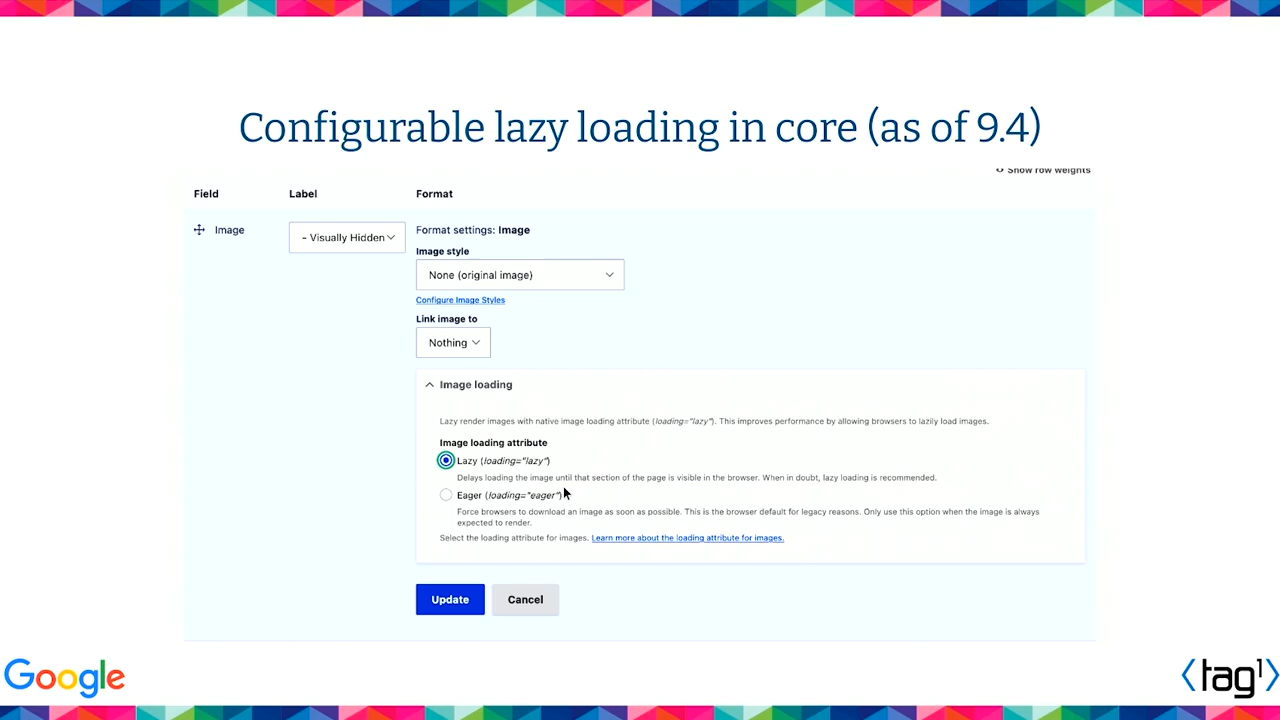 Configurable lazy loading in core (as of 9.4)
Show row weights
Field Label Format
Image - Visually Hidden Format settings: Image
Image style
None (original image)
Configure Image Styles
Link image to
Nothing
Image loading
Lazy render images with native image loading attribute (loading="lazy"). This improves performance by allowing browsers to lazily load images.
Image loading attribute
Lazy (loading="lazy")
Delays loading the image until that section of the page is visible in the browser. When in doubt, lazy loading is recommended.
Eager (loading="eager")
Force browsers to download an image as soon as possible. This is the browser default for legacy reasons. Only use this option when the image is always
expected to render.
Select the loading attribute for images. Learn more about the loading attribute for images.
Update Cancel
Google <tag1>